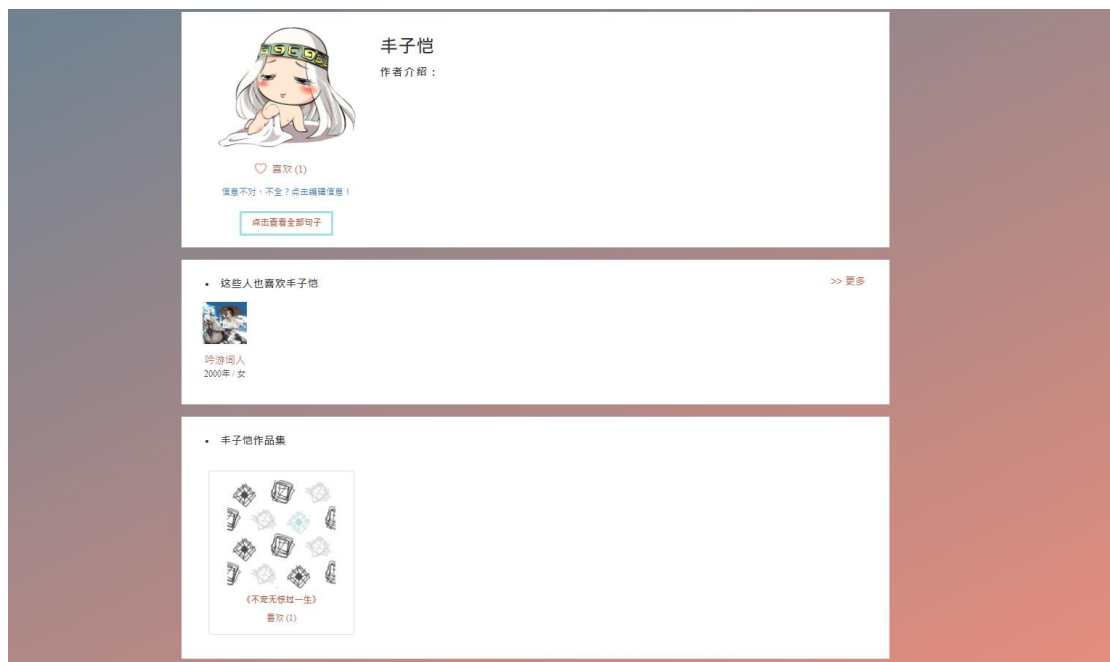 丰子恺
作者介绍：
喜欢 (1)
信息不对、不全？点击编辑信息！
点击查看全部句子
• 这些人也喜欢丰子恺
>> 更多
吟游词人
2000年 / 女
• 丰子恺作品集
《不宠无惊过一生》
喜欢 (1)